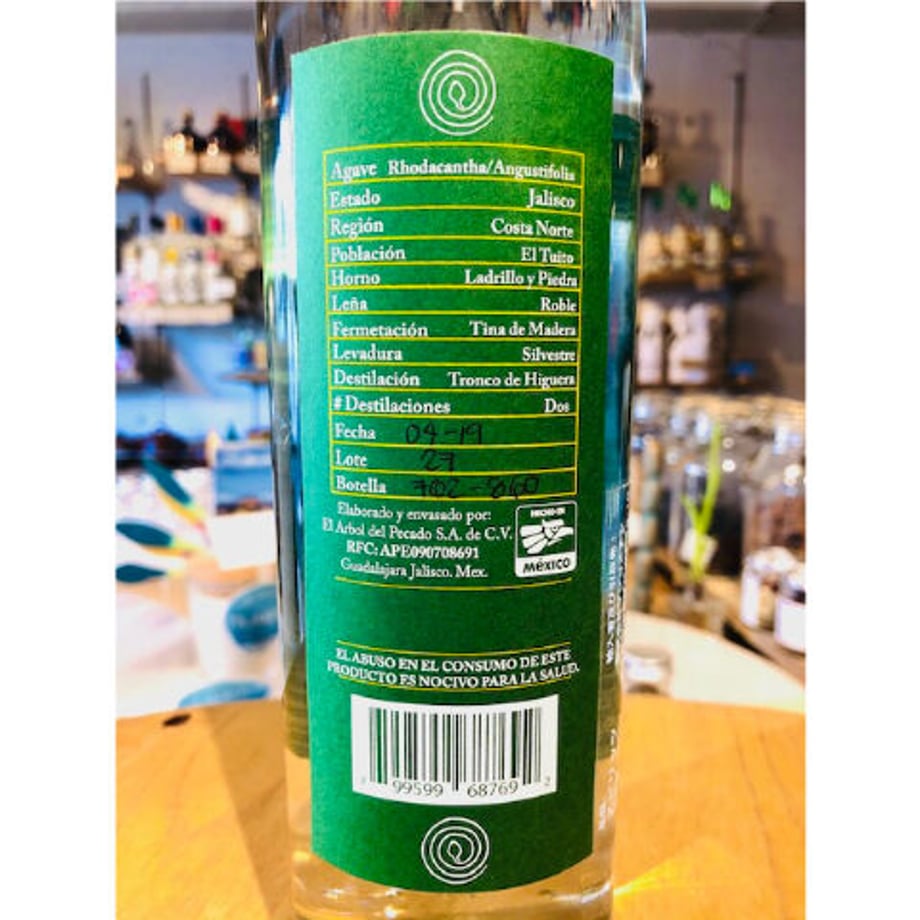 Agave Rhodacantha/Angustifolia
Estado Jalisco
Región Costa Norte
Población El Tuito
Horno Ladrillo y Piedra
Leña Roble
Fermetación Tina de Madera
Levadura Silvestre
Destilación Tronco de Higuera
# Destilaciones Dos
Fecha 04-19
Lote 27
Botella 702-860
Elaborado y envasado por:
El Arbol del Pecado S.A. de C.V.
RFC: APE090708691
Guadalajara Jalisco. Mex.
HECHO EN
MÉXICO
EL ABUSO EN EL CONSUMO DE ESTE
PRODUCTO ES NOCIVO PARA LA SALUD.
7 99599 68769 2